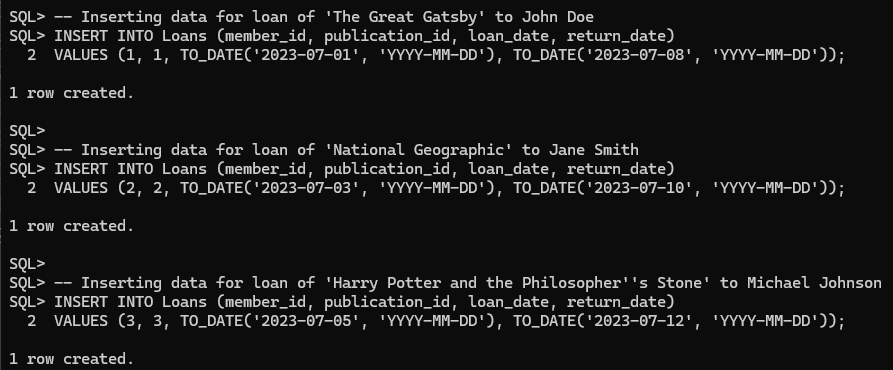 SQL> -- Inserting data for loan of 'The Great Gatsby' to John Doe
SQL> INSERT INTO Loans (member_id, publication_id, loan_date, return_date)
  2  VALUES (1, 1, TO_DATE('2023-07-01', 'YYYY-MM-DD'), TO_DATE('2023-07-08', 'YYYY-MM-DD'));

1 row created.

SQL>
SQL> -- Inserting data for loan of 'National Geographic' to Jane Smith
SQL> INSERT INTO Loans (member_id, publication_id, loan_date, return_date)
  2  VALUES (2, 2, TO_DATE('2023-07-03', 'YYYY-MM-DD'), TO_DATE('2023-07-10', 'YYYY-MM-DD'));

1 row created.

SQL>
SQL> -- Inserting data for loan of 'Harry Potter and the Philosopher''s Stone' to Michael Johnson
SQL> INSERT INTO Loans (member_id, publication_id, loan_date, return_date)
  2  VALUES (3, 3, TO_DATE('2023-07-05', 'YYYY-MM-DD'), TO_DATE('2023-07-12', 'YYYY-MM-DD'));

1 row created.